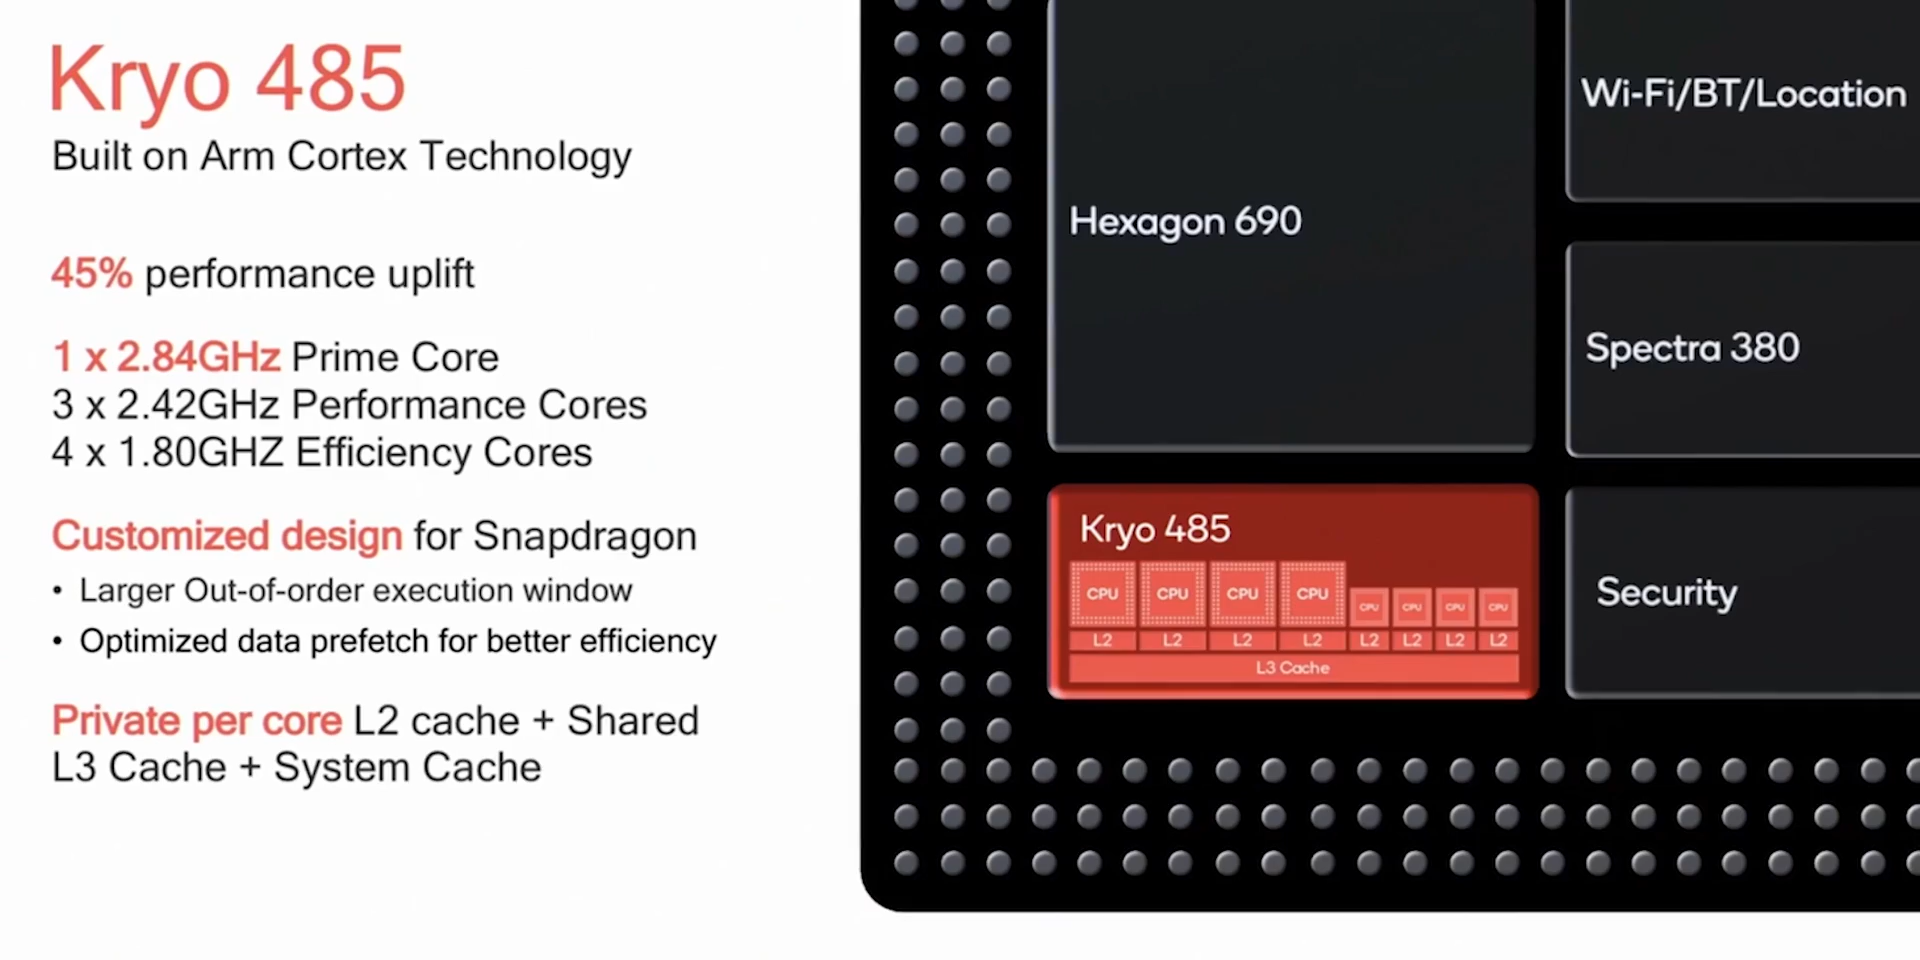 Kryo 485
Built on Arm Cortex Technology
45% performance uplift
1 x 2.84GHz Prime Core
3 x 2.42GHz Performance Cores
4 x 1.80GHZ Efficiency Cores
Customized design for Snapdragon
• Larger Out-of-order execution window
• Optimized data prefetch for better efficiency
Private per core L2 cache + Shared
L3 Cache + System Cache
Hexagon 690
Wi-Fi/BT/Location
Spectra 380
Kryo 485
CPU CPU CPU CPU CPU CPU CPU CPU
L2 L2 L2 L2 L2 L2 L2 L2
L3 Cache
Security